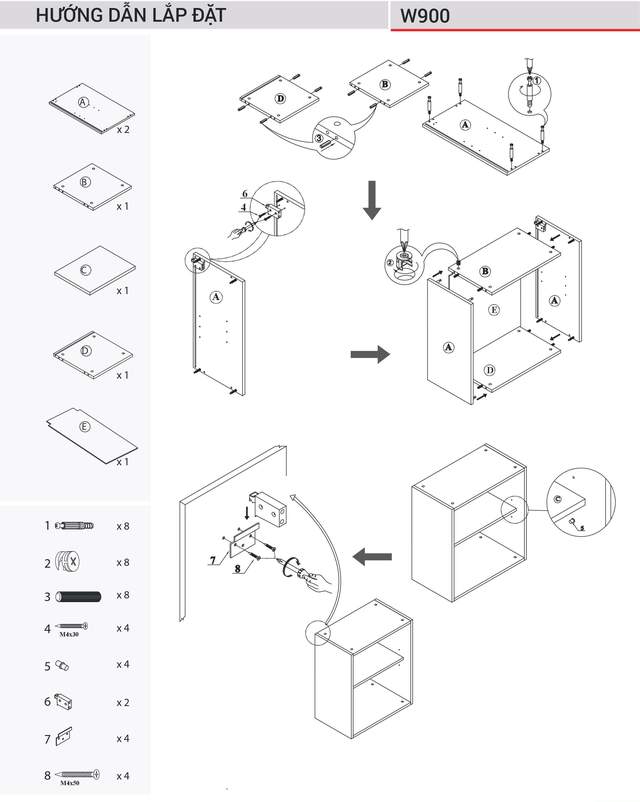 HƯỚNG DẪN LẮP ĐẶT
W900
A
x 2
B
x 1
C
x 1
D
x 1
E
x 1
1 x 8
2 x 8
3 x 8
4 x 4
M4x30
5 x 4
6 x 2
7 x 4
8 x 4
M4x50
D
B
3
A
1
6
4
A
2
B
E
A
A
D
C
5
7
8